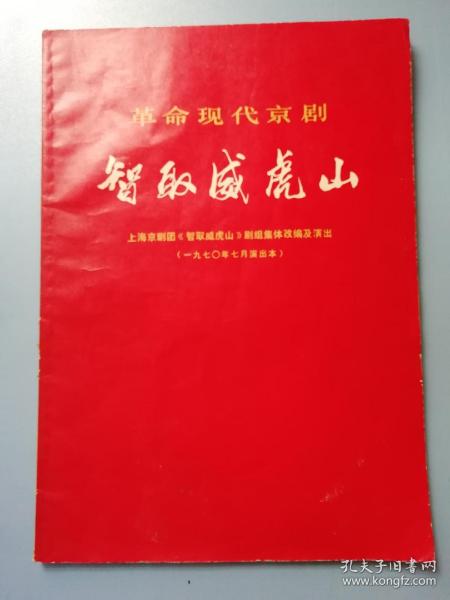 革命现代京剧
智取威虎山
上海京剧团《智取威虎山》剧组集体改编及演出
(一九七〇年七月演出本)
孔夫子旧书网
www.kongfz.com